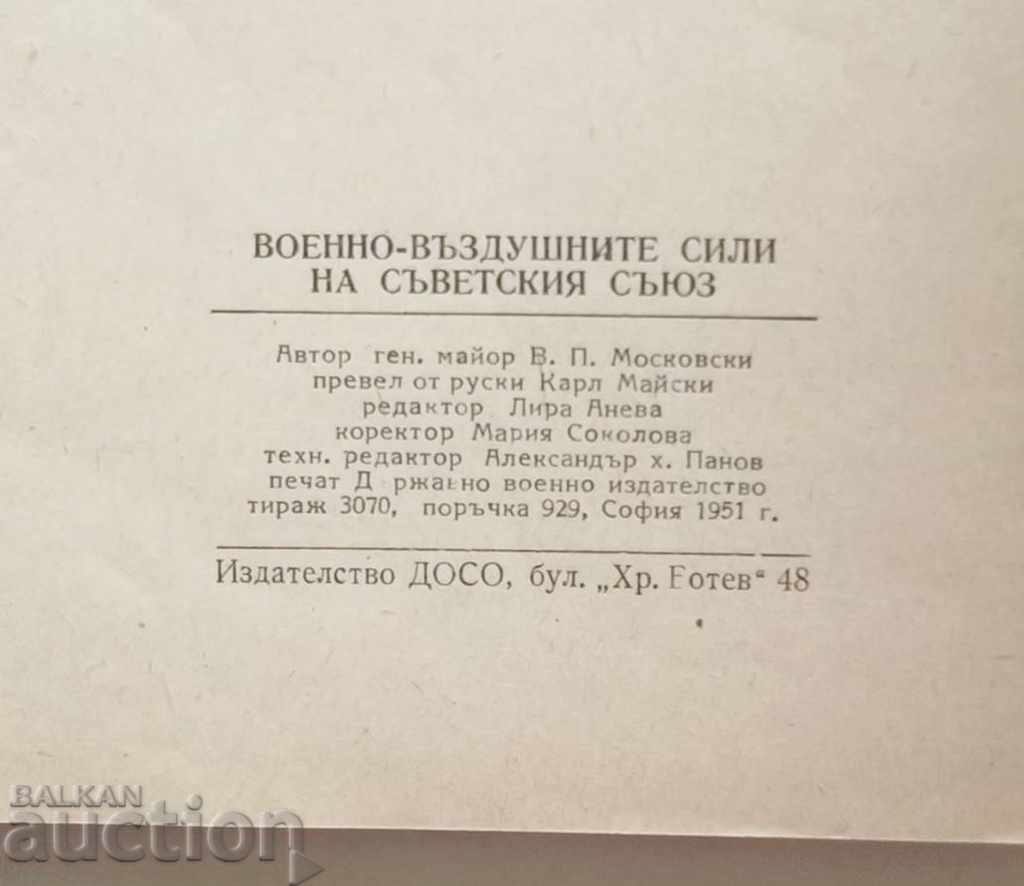 ВОЕННО-ВЪЗДУШНИТЕ СИЛИ
НА СЪВЕТСКИЯ СЪЮЗ
Автор ген. майор В. П. Московски
превел от руски Карл Майски
редактор Лира Анева
коректор Мария Соколова
техн. редактор Александър х. Панов
печат Д ржавно военно издателство
тираж 3070, поръчка 929, София 1951 г.
Издателство ДОСО, бул. „Хр. Ботев“ 48
BALKAN
auction